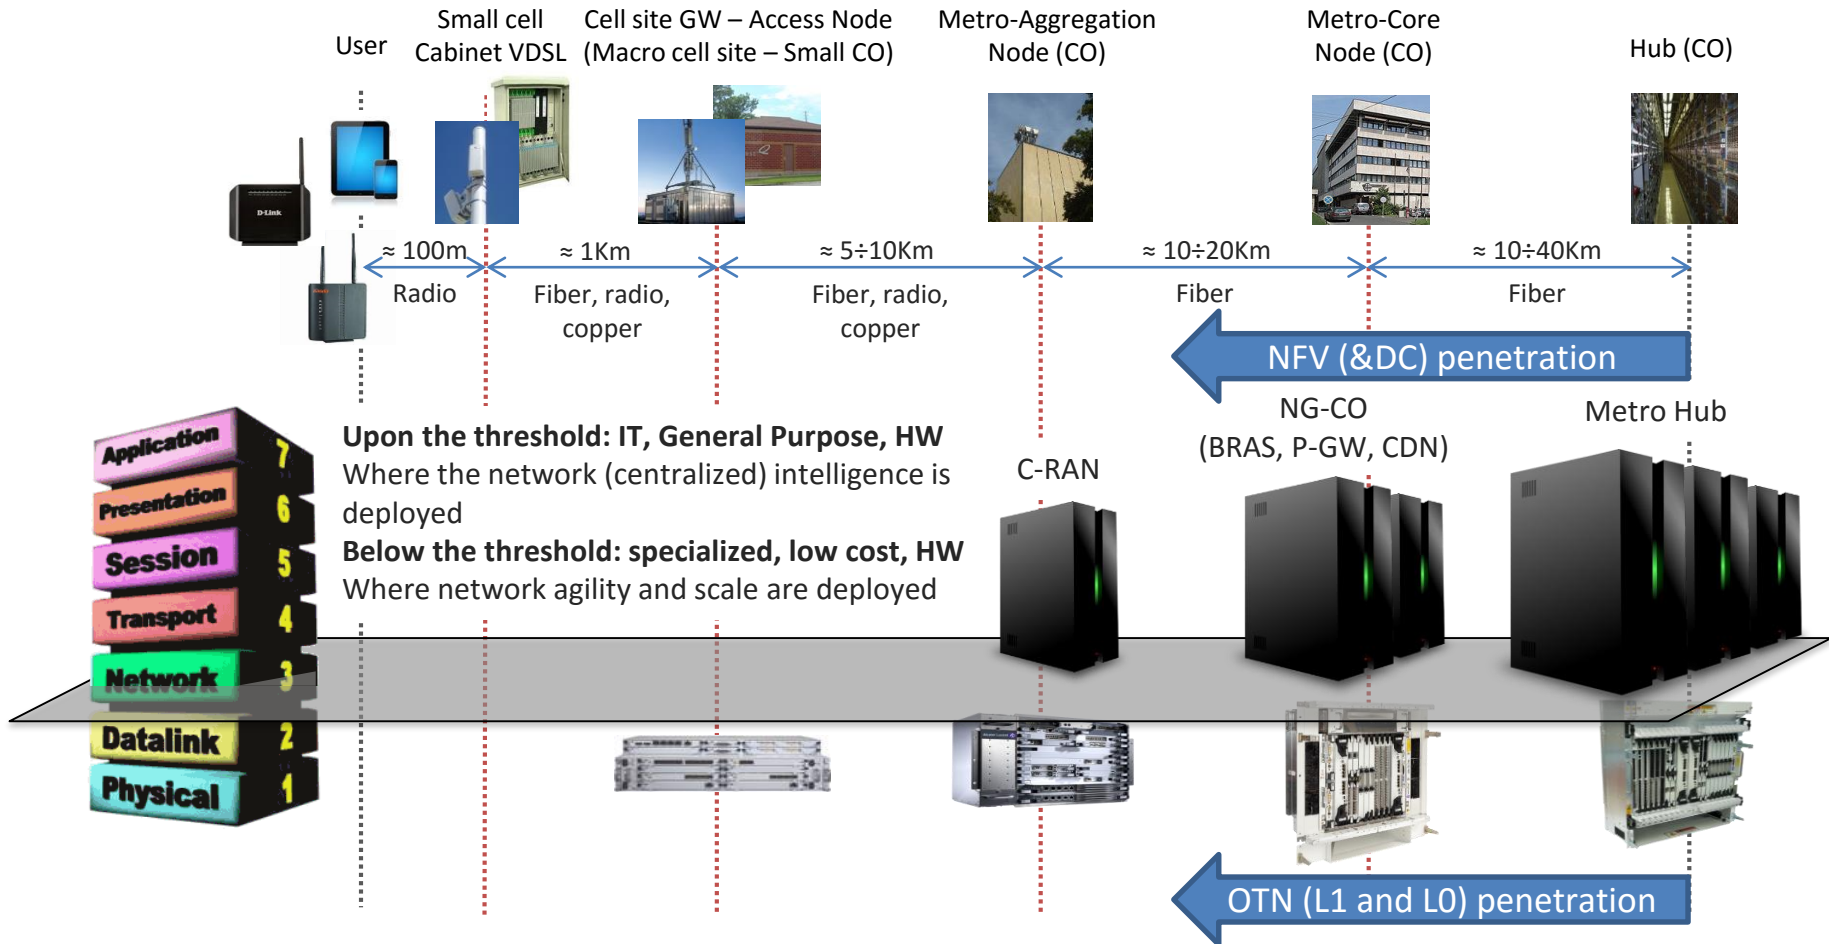 User
Small cell
Cabinet VDSL
Cell site GW – Access Node
(Macro cell site – Small CO)
Metro-Aggregation
Node (CO)
Metro-Core
Node (CO)
Hub (CO)
D-Link
≈ 100m
≈ 1Km
≈ 5÷10Km
≈ 10÷20Km
≈ 10÷40Km
Radio
Fiber, radio,
copper
Fiber, radio,
copper
Fiber
Fiber
NFV (&DC) penetration
Application 7
Presentation 6
Session 5
Transport 4
Network 3
Datalink 2
Physical 1
Upon the threshold: IT, General Purpose, HW
Where the network (centralized) intelligence is
deployed
Below the threshold: specialized, low cost, HW
Where network agility and scale are deployed
C-RAN
NG-CO
(BRAS, P-GW, CDN)
Metro Hub
OTN (L1 and L0) penetration